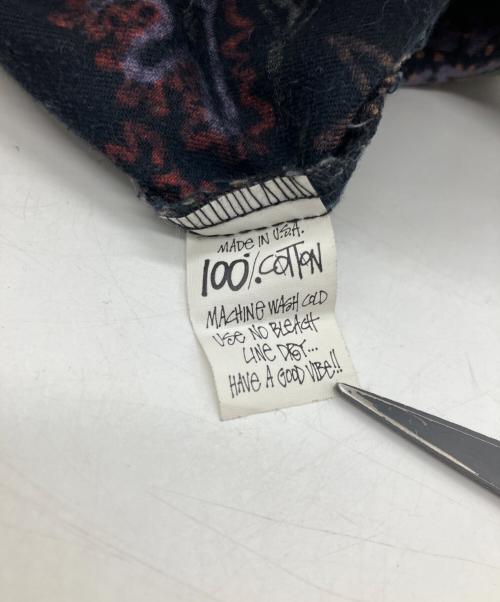 MADE IN U.S.A.
100%. COTTON
MACHINE WASH COLD
USE NO BLEACH
LINE DRY...
HAVE A GOOD VIBE!!